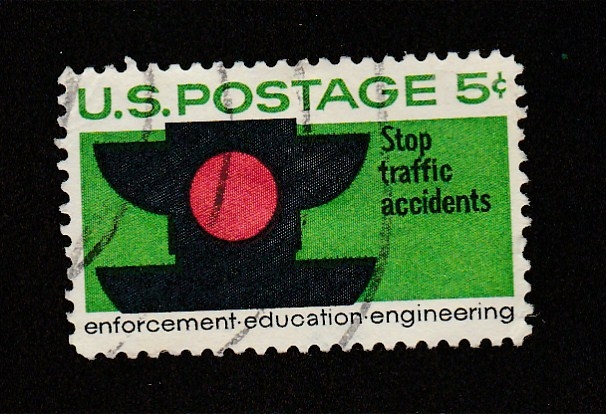 U.S. POSTAGE 5¢
Stop
traffic
accidents
enforcement·education·engineering